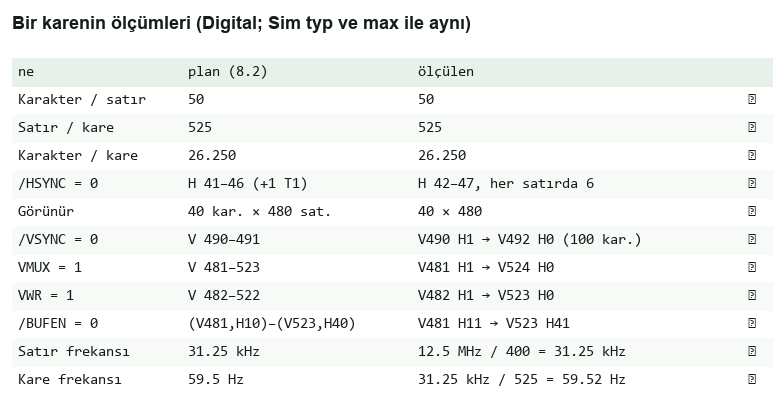 Bir karenin ölçümleri (Digital; Sim typ ve max ile aynı)
ne plan (8.2) ölçülen
Karakter / satır 50 50
Satır / kare 525 525
Karakter / kare 26.250 26.250
/HSYNC = 0 H 41–46 (+1 T1) H 42–47, her satırda 6
Görünür 40 kar. × 480 sat. 40 × 480
/VSYNC = 0 V 490–491 V490 H1 → V492 H0 (100 kar.)
VMUX = 1 V 481–523 V481 H1 → V524 H0
VWR = 1 V 482–522 V482 H1 → V523 H0
/BUFEN = 0 (V481,H10)–(V523,H40) V481 H11 → V523 H41
Satır frekansı 31.25 kHz 12.5 MHz / 400 = 31.25 kHz
Kare frekansı 59.5 Hz 31.25 kHz / 525 = 59.52 Hz